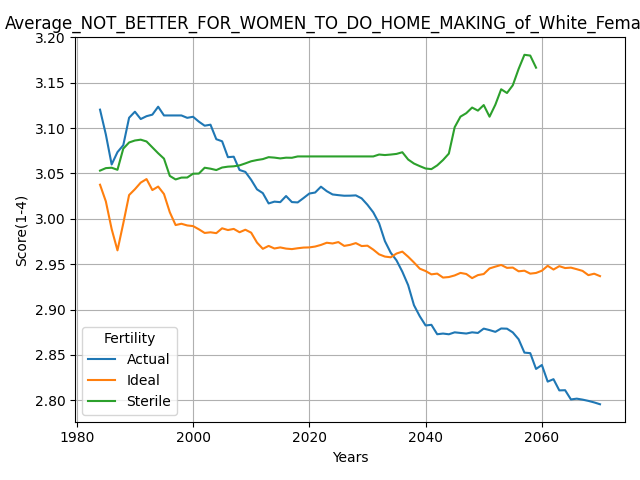 Average_NOT_BETTER_FOR_WOMEN_TO_DO_HOME_MAKING_of_White_Fema
3.20
3.15
3.10
3.05
3.00
2.95
2.90
2.85
2.80
Score(1-4)
Fertility
Actual
Ideal
Sterile
1980
2000
2020
2040
2060
Years